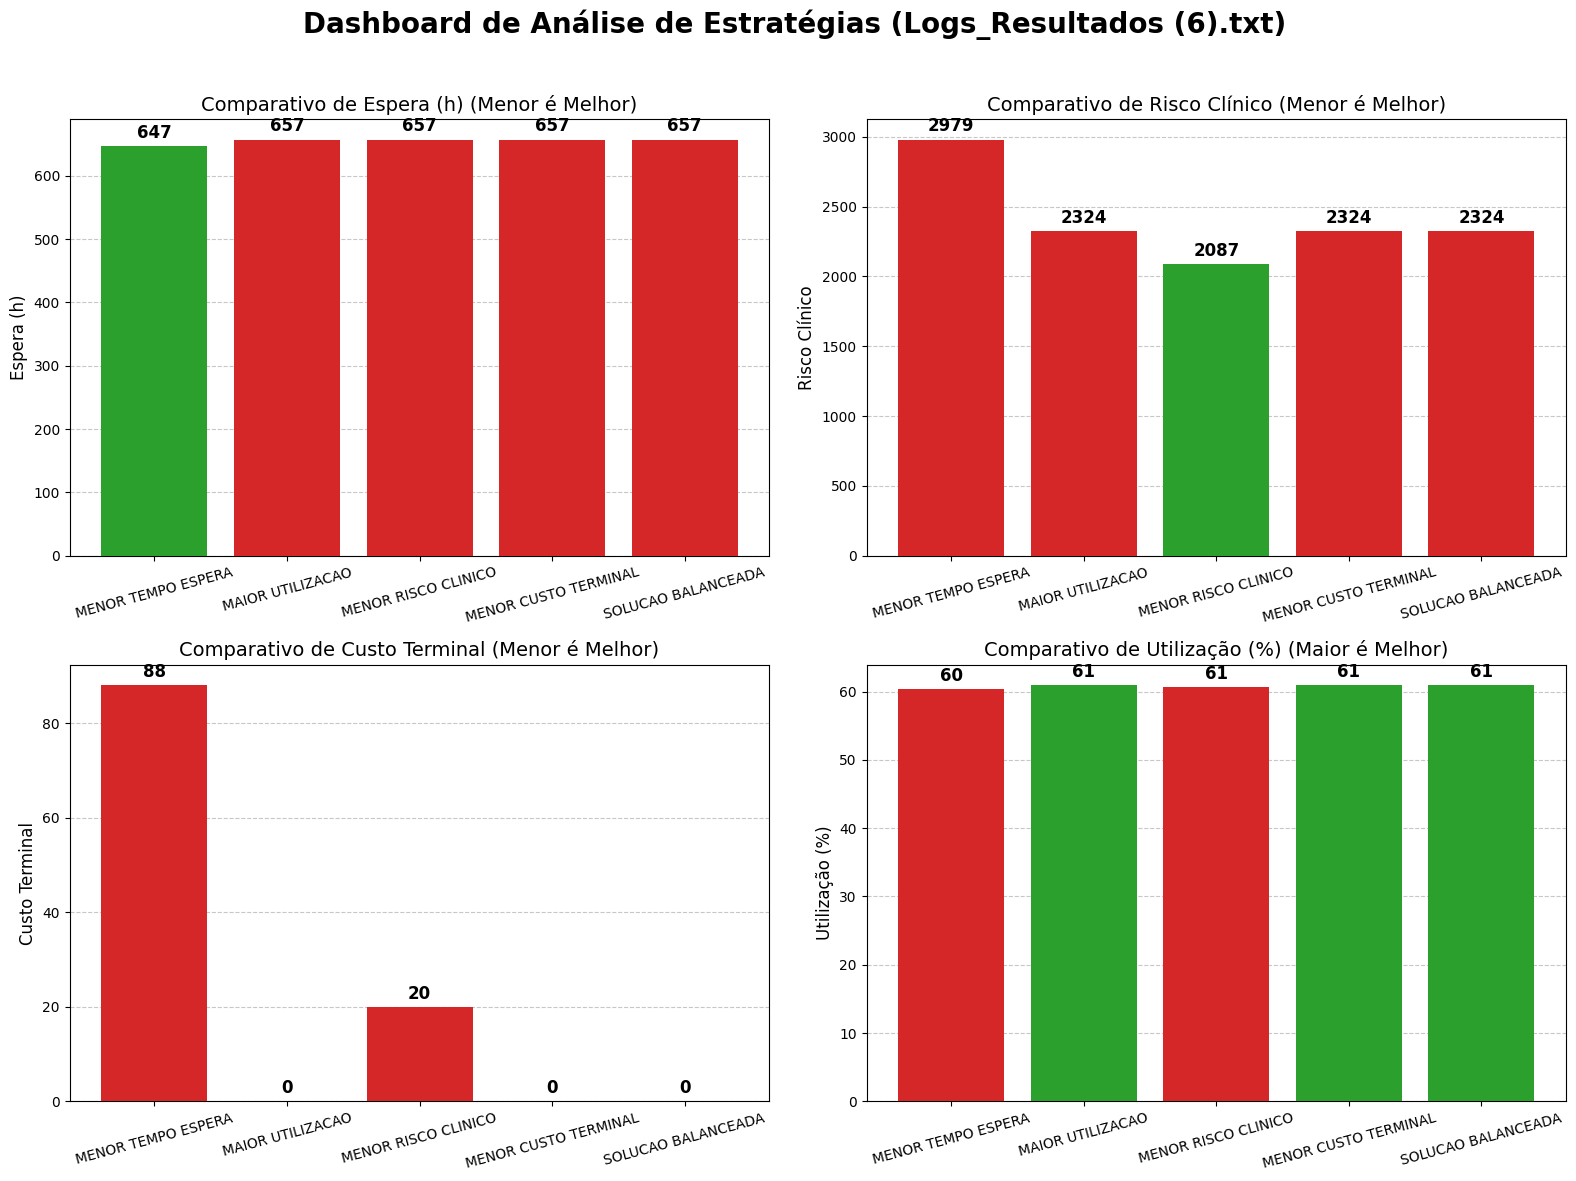 Dashboard de Análise de Estratégias (Logs_Resultados (6).txt)
Comparativo de Espera (h) (Menor é Melhor)
647
657
657
657
657
Espera (h)
600
500
400
300
200
100
0
MENOR TEMPO ESPERA
MAIOR UTILIZACAO
MENOR RISCO CLINICO
MENOR CUSTO TERMINAL
SOLUCAO BALANCEADA
Comparativo de Risco Clínico (Menor é Melhor)
2979
2324
2087
2324
2324
Risco Clínico
3000
2500
2000
1500
1000
500
0
MENOR TEMPO ESPERA
MAIOR UTILIZACAO
MENOR RISCO CLINICO
MENOR CUSTO TERMINAL
SOLUCAO BALANCEADA
Comparativo de Custo Terminal (Menor é Melhor)
88
0
20
0
0
Custo Terminal
80
60
40
20
0
MENOR TEMPO ESPERA
MAIOR UTILIZACAO
MENOR RISCO CLINICO
MENOR CUSTO TERMINAL
SOLUCAO BALANCEADA
Comparativo de Utilização (%) (Maior é Melhor)
60
61
61
61
61
Utilização (%)
60
50
40
30
20
10
0
MENOR TEMPO ESPERA
MAIOR UTILIZACAO
MENOR RISCO CLINICO
MENOR CUSTO TERMINAL
SOLUCAO BALANCEADA